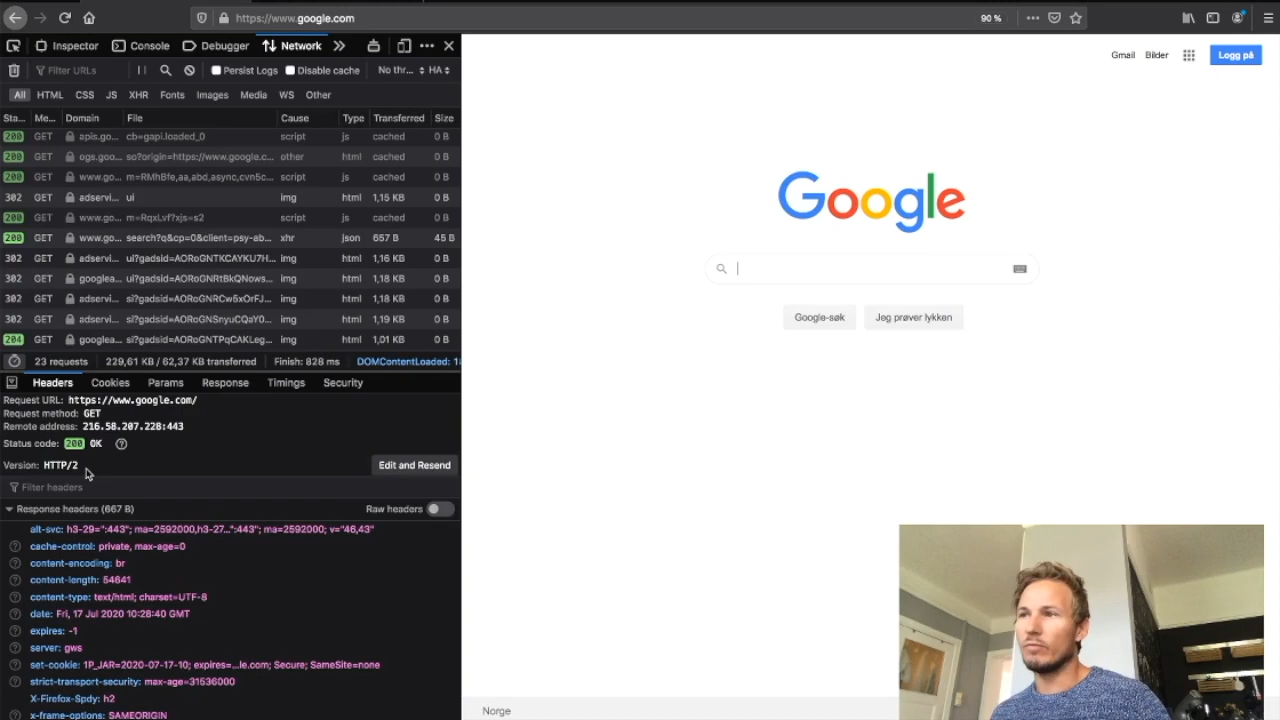 https://www.google.com
90 %
Inspector Console Debugger Network
Filter URLs Persist Logs Disable cache No thr... HA
All HTML CSS JS XHR Fonts Images Media WS Other
Sta... Me... Domain File Cause Type Transferred Size
200 GET apis.go... cb=gapi.loaded_0 script js cached 0 B
200 GET ogs.goo... so?origin=https://www.google.c... other html cached 0 B
200 GET www.go... m=RMhBfe,aa,abd,async,cvn5c... script js cached 0 B
302 GET adservi... ui img html 1,15 KB 0 B
200 GET www.go... m=RqxLvf?xjs=s2 script js cached 0 B
200 GET www.go... search?q&cp=0&client=psy-ab... xhr json 657 B 45 B
302 GET adservi... ui?gadsid=AORoGNTKCAYKU7H... img html 1,16 KB 0 B
302 GET googlea... ui?gadsid=AORoGNRtBkQNows... img html 1,18 KB 0 B
302 GET adservi... si?gadsid=AORoGNRCw5xOrFJ... img html 1,18 KB 0 B
302 GET adservi... si?gadsid=AORoGNSnyuCQaY0... img html 1,19 KB 0 B
204 GET googlea... si?gadsid=AORoGNTPqCAKLeg... img html 1,01 KB 0 B
23 requests 229,61 KB / 62,37 KB transferred Finish: 828 ms DOMContentLoaded:
Headers Cookies Params Response Timings Security
Request URL: https://www.google.com/
Request method: GET
Remote address: 216.58.207.228:443
Status code: 200 OK
Version: HTTP/2 Edit and Resend
Filter headers
Response headers (667 B) Raw headers
alt-svc: h3-29=":443"; ma=2592000,h3-27...":443"; ma=2592000; v="46,43"
cache-control: private, max-age=0
content-encoding: br
content-length: 54641
content-type: text/html; charset=UTF-8
date: Fri, 17 Jul 2020 10:28:40 GMT
expires: -1
server: gws
set-cookie: 1P_JAR=2020-07-17-10; expires=...le.com; Secure; SameSite=none
strict-transport-security: max-age=31536000
X-Firefox-Spdy: h2
x-frame-options: SAMEORIGIN
Gmail Bilder Logg på
Google
Google-søk Jeg prøver lykken
Norge